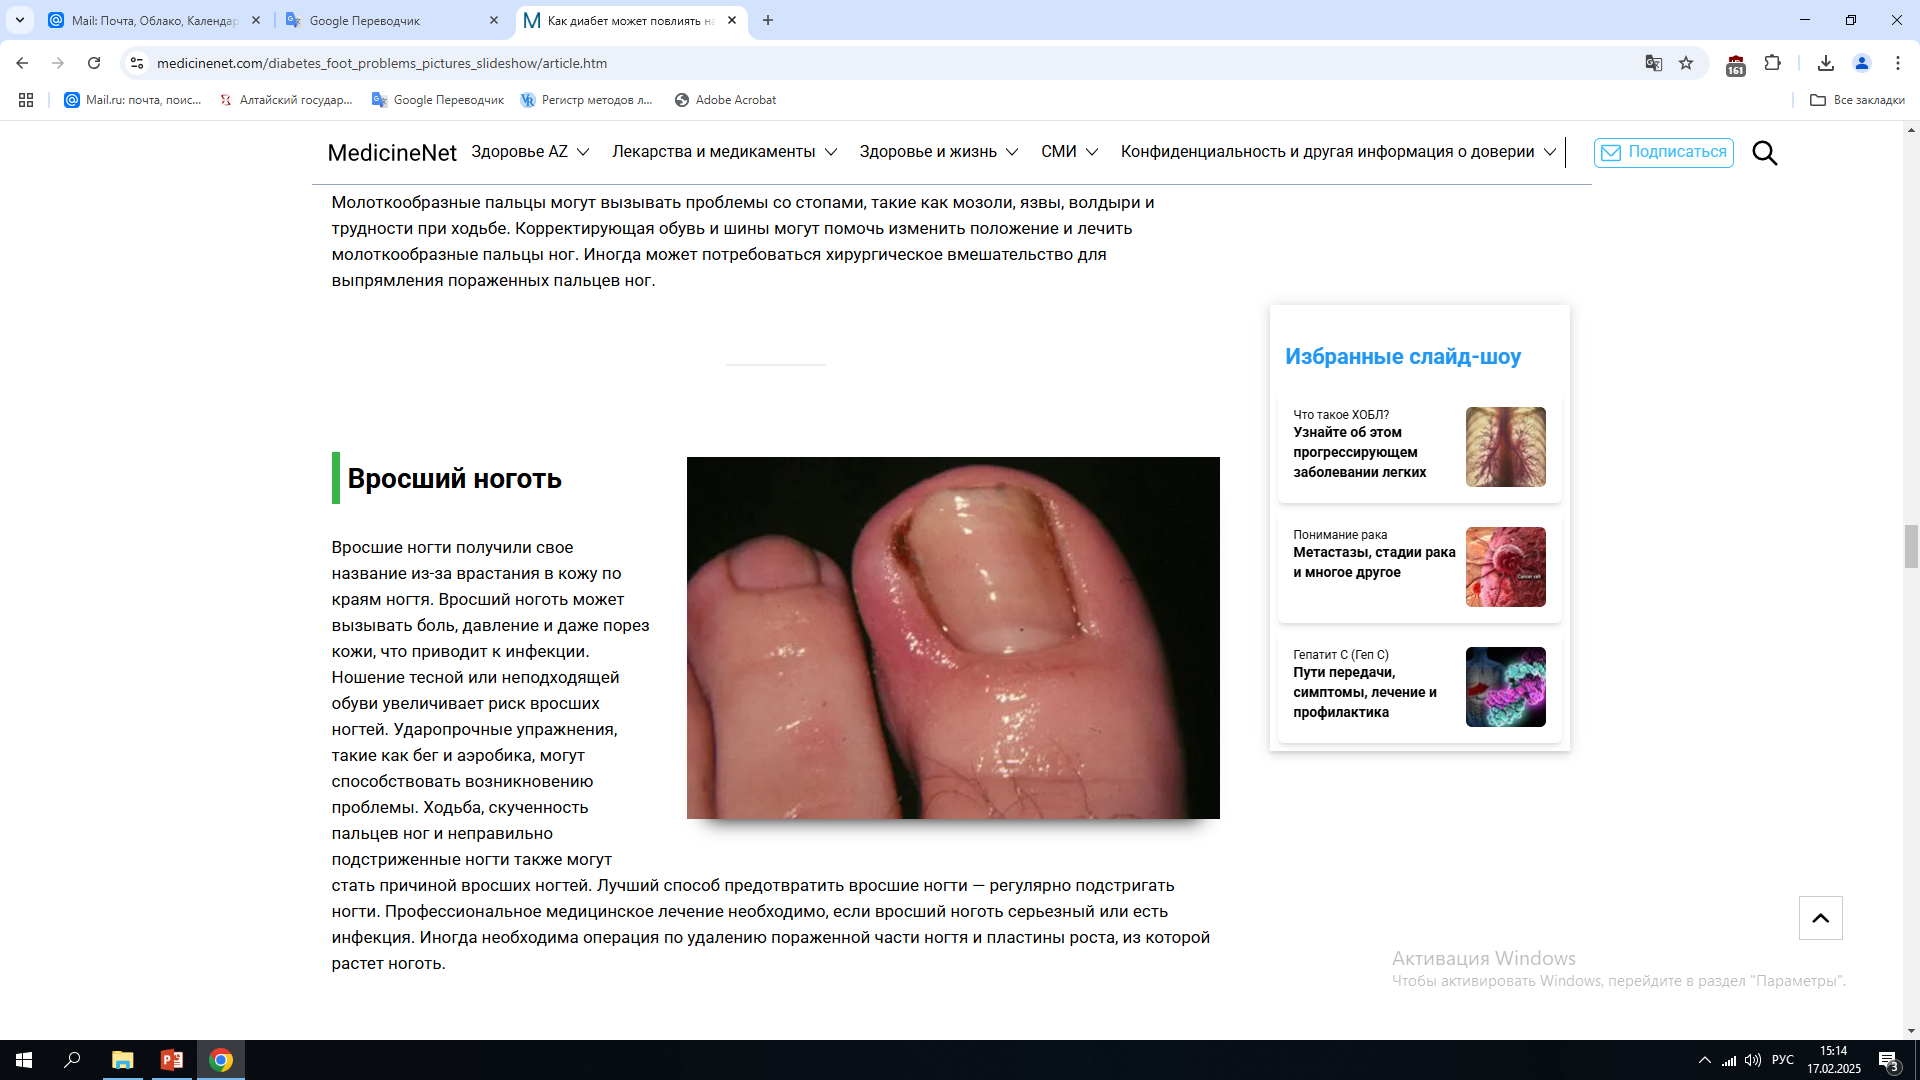 Mail: Почта, Облако, Календар
Google Переводчик
Как диабет может повлиять на
medicinenet.com/diabetes_foot_problems_pictures_slideshow/article.htm
161
Mail.ru: почта, поис...
Алтайский государ...
Google Переводчик
Регистр методов л...
Adobe Acrobat
Все закладки
MedicineNet
Здоровье AZ
Лекарства и медикаменты
Здоровье и жизнь
СМИ
Конфиденциальность и другая информация о доверии
Подписаться
Молоткообразные пальцы могут вызывать проблемы со стопами, такие как мозоли, язвы, волдыри и
трудности при ходьбе. Корректирующая обувь и шины могут помочь изменить положение и лечить
молоткообразные пальцы ног. Иногда может потребоваться хирургическое вмешательство для
выпрямления пораженных пальцев ног.
Вросший ноготь
Вросшие ногти получили свое
название из-за врастания в кожу по
краям ногтя. Вросший ноготь может
вызывать боль, давление и даже порез
кожи, что приводит к инфекции.
Ношение тесной или неподходящей
обуви увеличивает риск вросших
ногтей. Ударопрочные упражнения,
такие как бег и аэробика, могут
способствовать возникновению
проблемы. Ходьба, скученность
пальцев ног и неправильно
подстриженные ногти также могут
стать причиной вросших ногтей. Лучший способ предотвратить вросшие ногти — регулярно подстригать
ногти. Профессиональное медицинское лечение необходимо, если вросший ноготь серьезный или есть
инфекция. Иногда необходима операция по удалению пораженной части ногтя и пластины роста, из которой
растет ноготь.
Избранные слайд-шоу
Что такое ХОБЛ?
Узнайте об этом
прогрессирующем
заболевании легких
Понимание рака
Метастазы, стадии рака
и многое другое
Cancer cell
Гепатит С (Геп С)
Пути передачи,
симптомы, лечение и
профилактика
Активация Windows
Чтобы активировать Windows, перейдите в раздел "Параметры".
РУС
15:14
17.02.2025
3